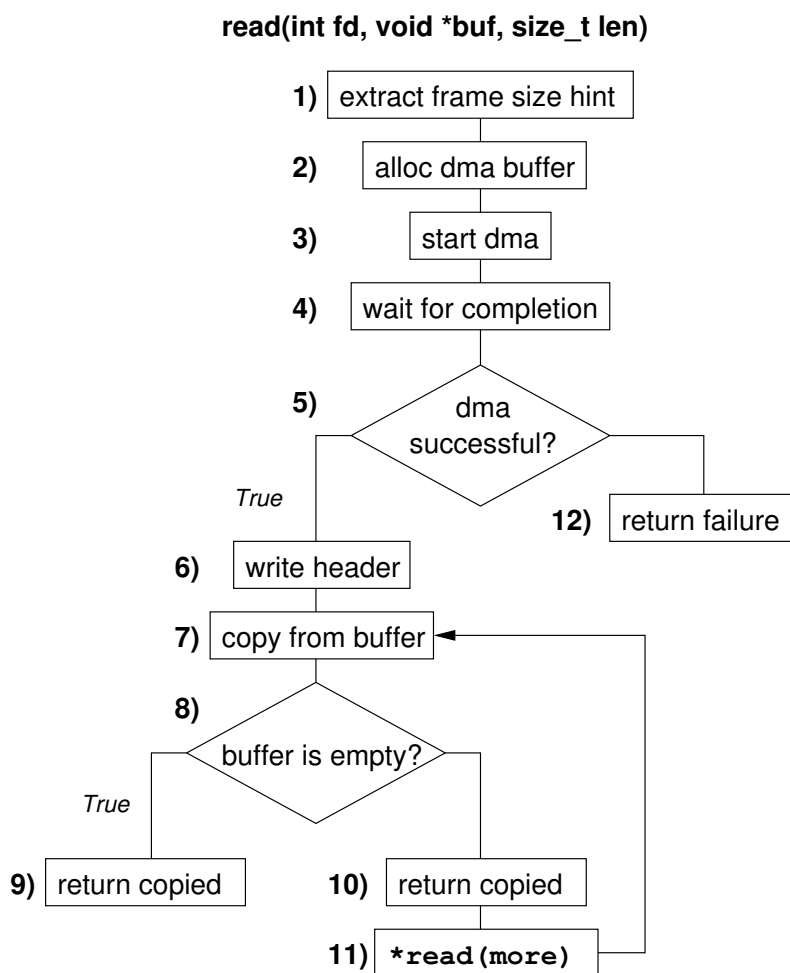 read(int fd, void *buf, size_t len)
1) extract frame size hint
2) alloc dma buffer
3) start dma
4) wait for completion
5) dma
successful?
True
12) return failure
6) write header
7) copy from buffer
8)
buffer is empty?
True
9) return copied
10) return copied
11) *read(more)